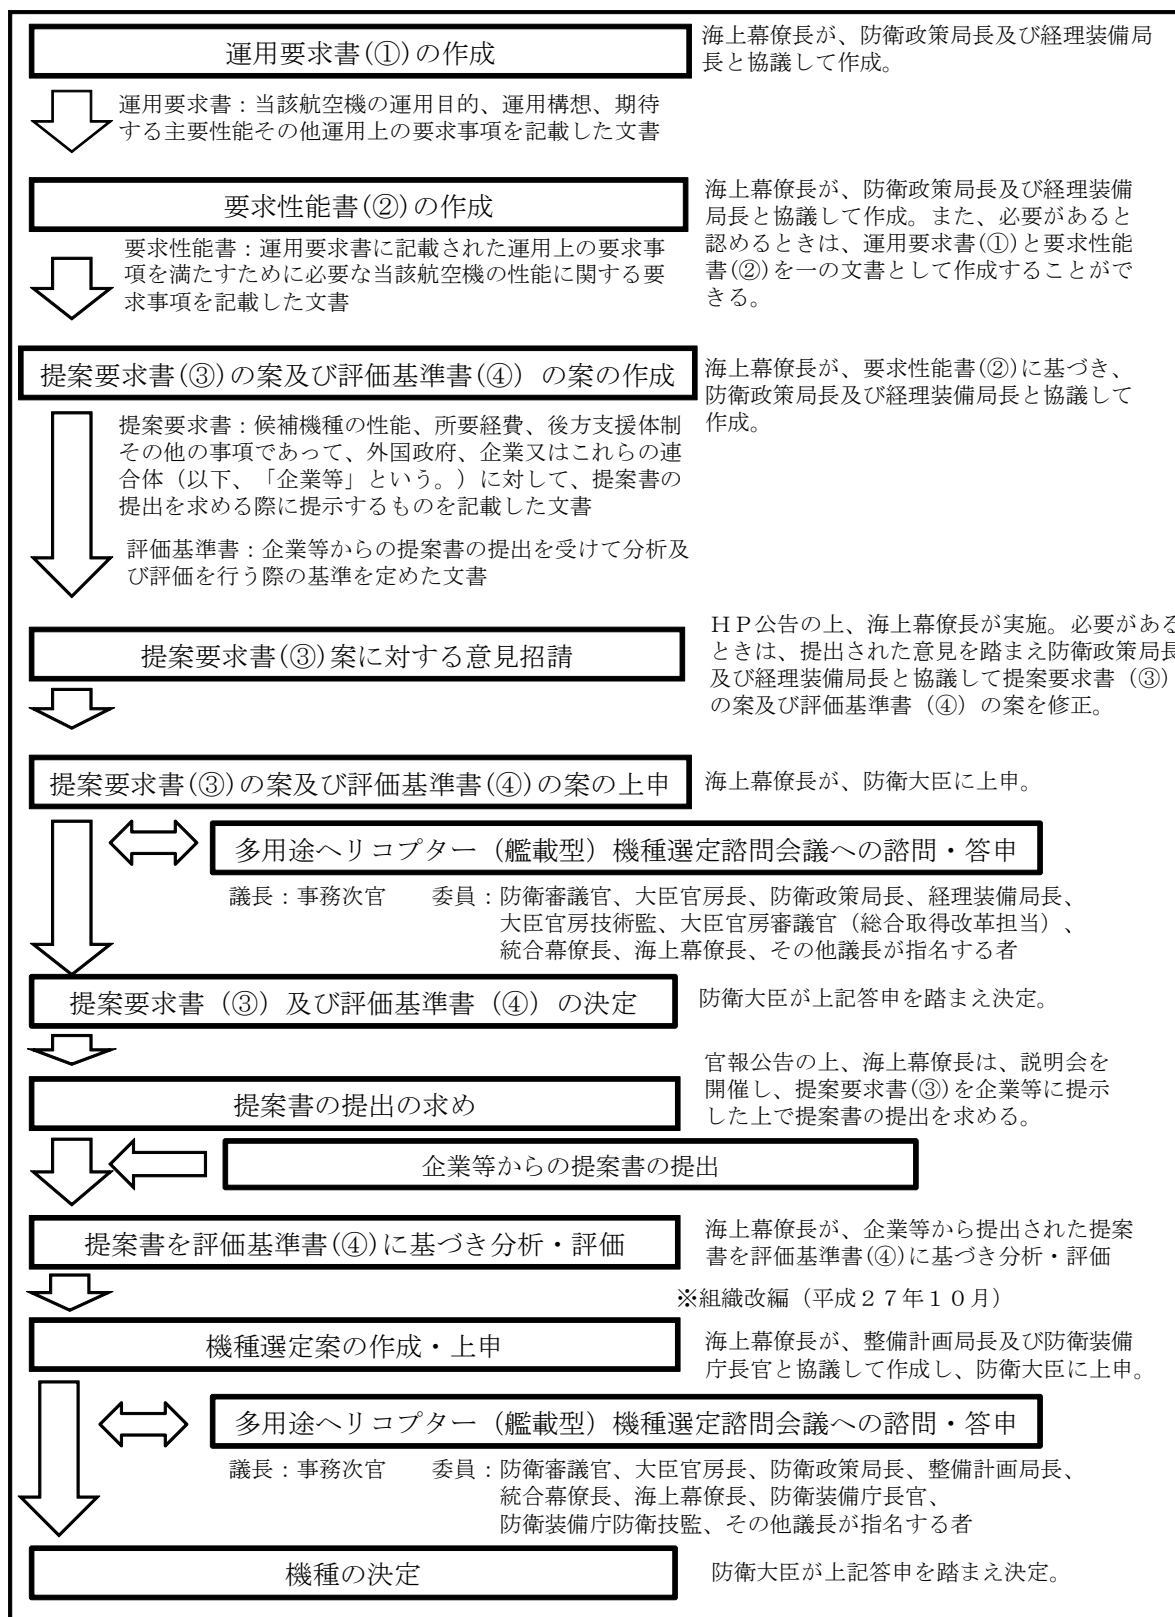 運用要求書(①)の作成
海上幕僚長が、防衛政策局長及び経理装備局
長と協議して作成。
運用要求書：当該航空機の運用目的、運用構想、期待
する主要性能その他運用上の要求事項を記載した文書
要求性能書(②)の作成
海上幕僚長が、防衛政策局長及び経理装備
局長と協議して作成。また、必要があると
認めるときは、運用要求書(①)と要求性能
書(②)を一の文書として作成することがで
きる。
要求性能書：運用要求書に記載された運用上の要求事
項を満たすために必要な当該航空機の性能に関する要
求事項を記載した文書
提案要求書(③)の案及び評価基準書(④) の案の作成
海上幕僚長が、要求性能書(②)に基づき、
防衛政策局長及び経理装備局長と協議して
作成。
提案要求書：候補機種の性能、所要経費、後方支援体制
その他の事項であって、外国政府、企業又はこれらの連
合体（以下、「企業等」という。）に対して、提案書の
提出を求める際に提示するものを記載した文書
評価基準書：企業等からの提案書の提出を受けて分析及
び評価を行う際の基準を定めた文書
提案要求書(③)案に対する意見招請
ＨＰ公告の上、海上幕僚長が実施。必要がある
ときは、提出された意見を踏まえ防衛政策局長
及び経理装備局長と協議して提案要求書（③）
の案及び評価基準書（④）の案を修正。
提案要求書(③)の案及び評価基準書(④)の案の上申
海上幕僚長が、防衛大臣に上申。
多用途ヘリコプター（艦載型）機種選定諮問会議への諮問・答申
議長：事務次官　　委員：防衛審議官、大臣官房長、防衛政策局長、経理装備局長、
大臣官房技術監、大臣官房審議官（総合取得改革担当）、
統合幕僚長、海上幕僚長、その他議長が指名する者
提案要求書（③）及び評価基準書（④）の決定
防衛大臣が上記答申を踏まえ決定。
提案書の提出の求め
官報公告の上、海上幕僚長は、説明会を
開催し、提案要求書(③)を企業等に提示
した上で提案書の提出を求める。
企業等からの提案書の提出
提案書を評価基準書(④)に基づき分析・評価
海上幕僚長が、企業等から提出された提案
書を評価基準書(④)に基づき分析・評価
※組織改編（平成２７年１０月）
機種選定案の作成・上申
海上幕僚長が、整備計画局長及び防衛装備
庁長官と協議して作成し、防衛大臣に上申。
多用途ヘリコプター（艦載型）機種選定諮問会議への諮問・答申
議長：事務次官　　委員：防衛審議官、大臣官房長、防衛政策局長、整備計画局長、
統合幕僚長、海上幕僚長、防衛装備庁長官、
防衛装備庁防衛技監、その他議長が指名する者
機種の決定
防衛大臣が上記答申を踏まえ決定。